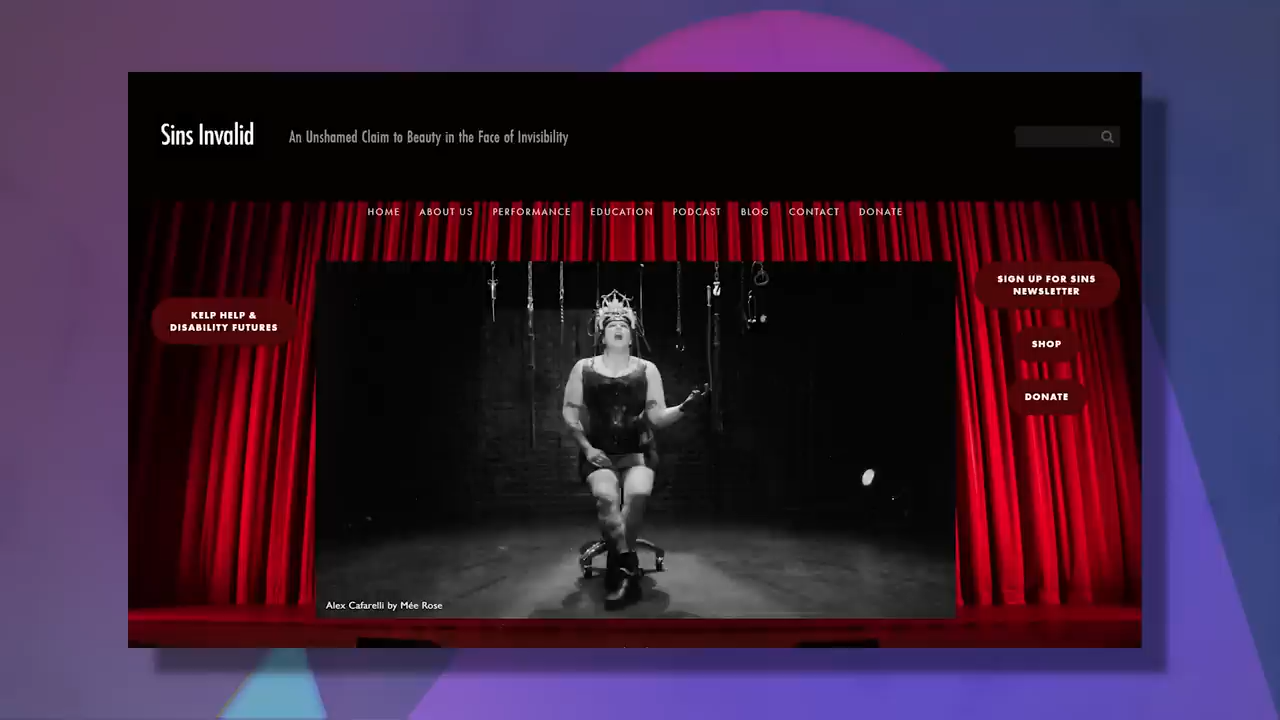 Sins Invalid
An Unshamed Claim to Beauty in the Face of Invisibility
HOME ABOUT US PERFORMANCE EDUCATION PODCAST BLOG CONTACT DONATE
KELP HELP &
DISABILITY FUTURES
SIGN UP FOR SINS
NEWSLETTER
SHOP
DONATE
Alex Cafarelli by Mée Rose